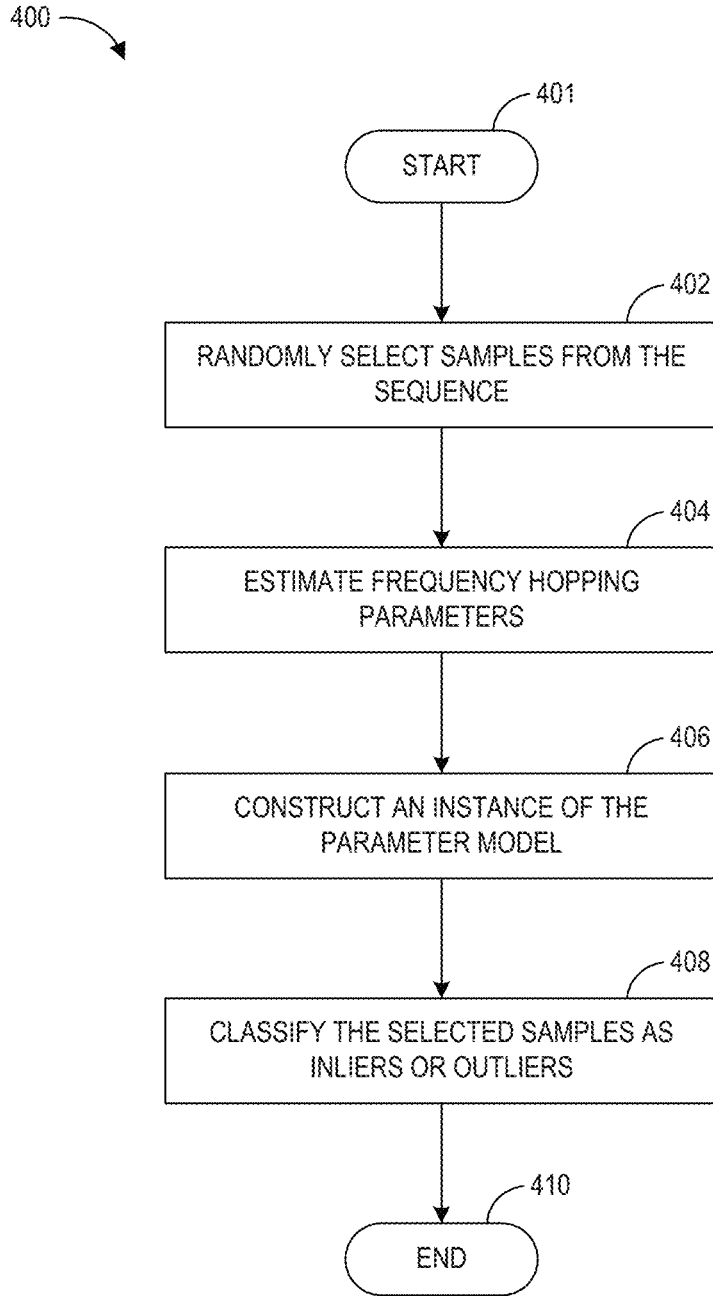 400
401
START
402
RANDOMLY SELECT SAMPLES FROM THE
SEQUENCE
404
ESTIMATE FREQUENCY HOPPING
PARAMETERS
406
CONSTRUCT AN INSTANCE OF THE
PARAMETER MODEL
408
CLASSIFY THE SELECTED SAMPLES AS
INLIERS OR OUTLIERS
410
END